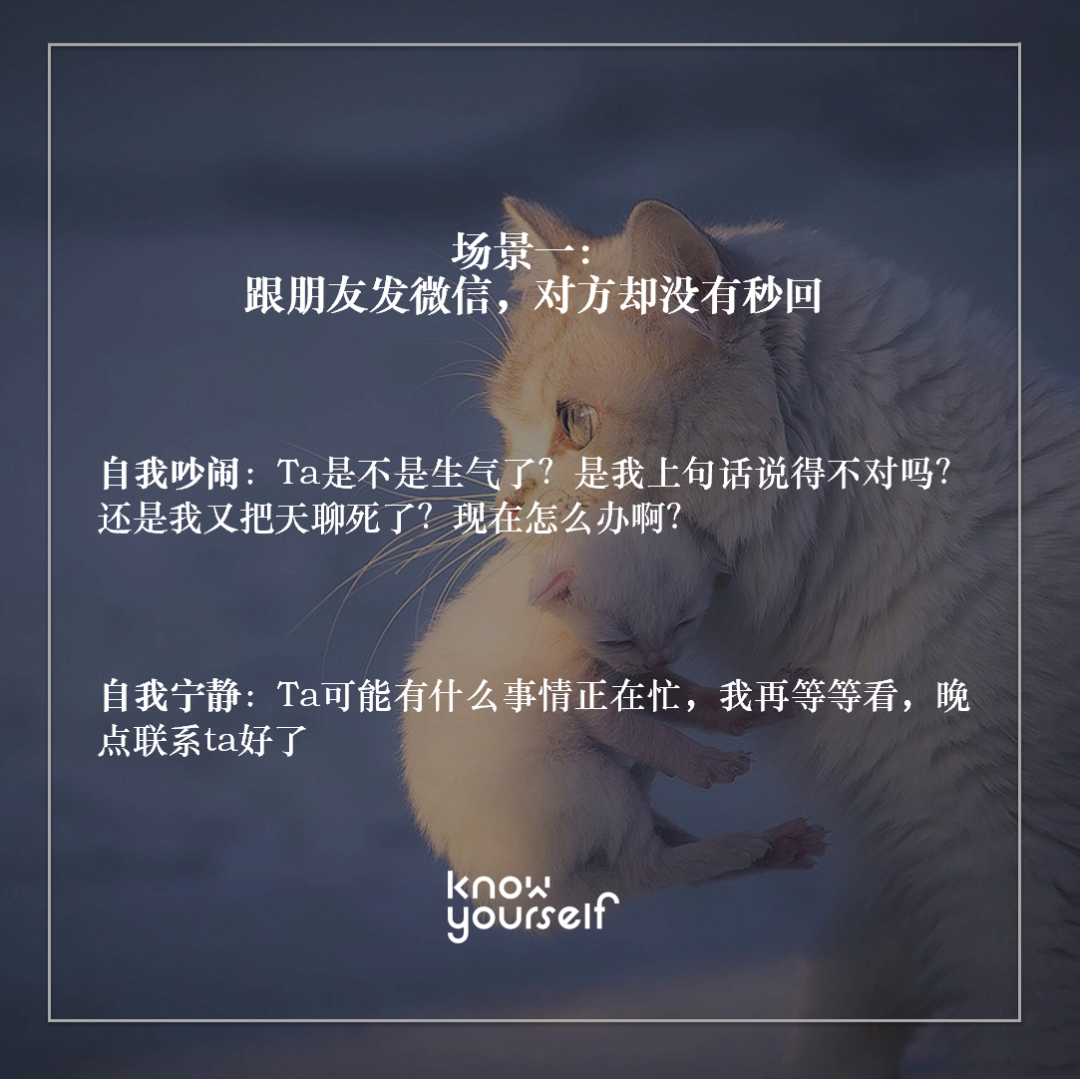 场景一：
跟朋友发微信，对方却没有秒回
自我吵闹：Ta是不是生气了？是我上句话说得不对吗？
还是我又把天聊死了？现在怎么办啊？
自我宁静：Ta可能有什么事情正在忙，我再等等看，晚
点联系ta好了
know
yourself